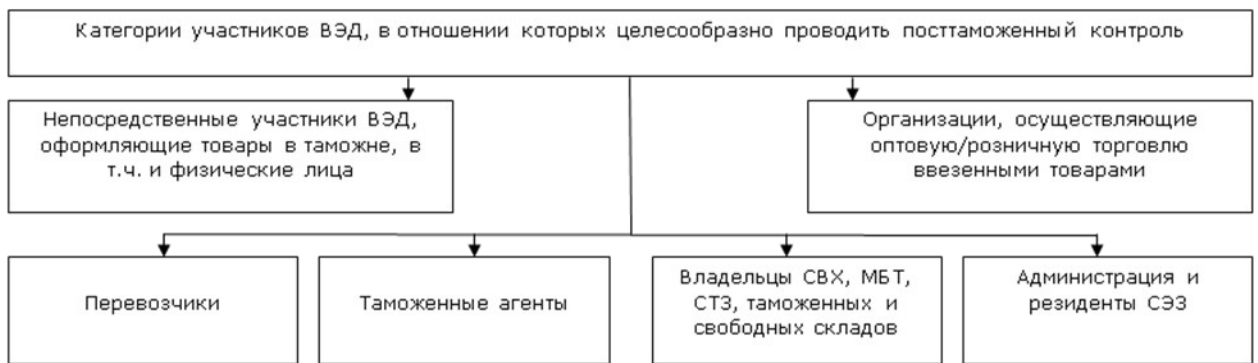 Категории участников ВЭД, в отношении которых целесообразно проводить посттаможенный контроль
Непосредственные участники ВЭД,
оформляющие товары в таможне, в
т.ч. и физические лица
Организации, осуществляющие
оптовую/розничную торговлю
ввезенными товарами
Перевозчики
Таможенные агенты
Владельцы СВХ, МБТ,
СТЗ, таможенных и
свободных складов
Администрация и
резиденты СЭЗ